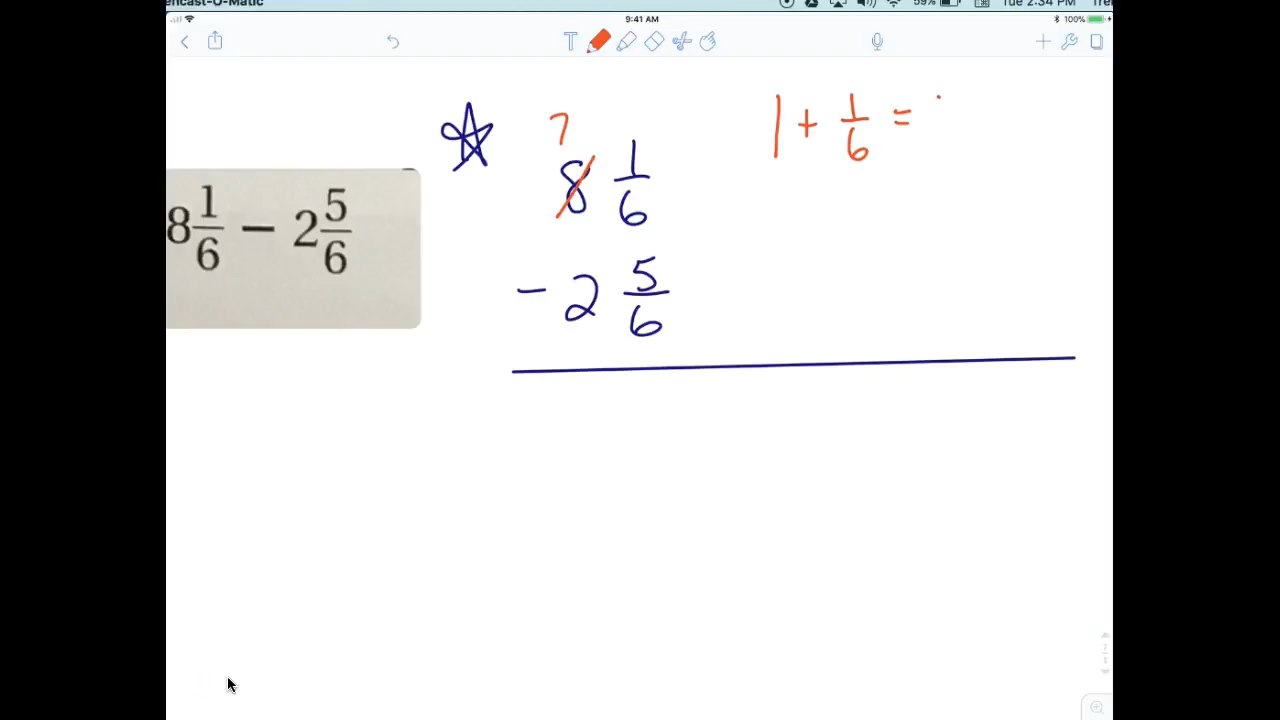 encast-O-Matic 59% Tue 2:34 PM
9:41 AM 100%
T
7 1 + 1/6 =
8 1/6
- 2 5/6
8 1/6 − 2 5/6